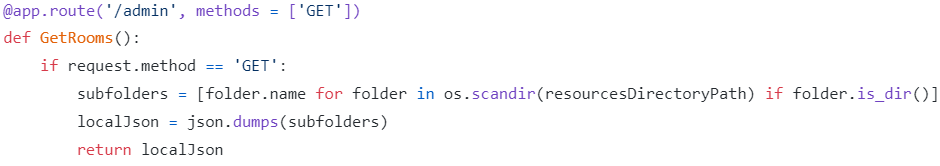 @app.route('/admin', methods = ['GET'])
def GetRooms():
    if request.method == 'GET':
        subfolders = [folder.name for folder in os.scandir(resourcesDirectoryPath) if folder.is_dir()]
        localJson = json.dumps(subfolders)
        return localJson